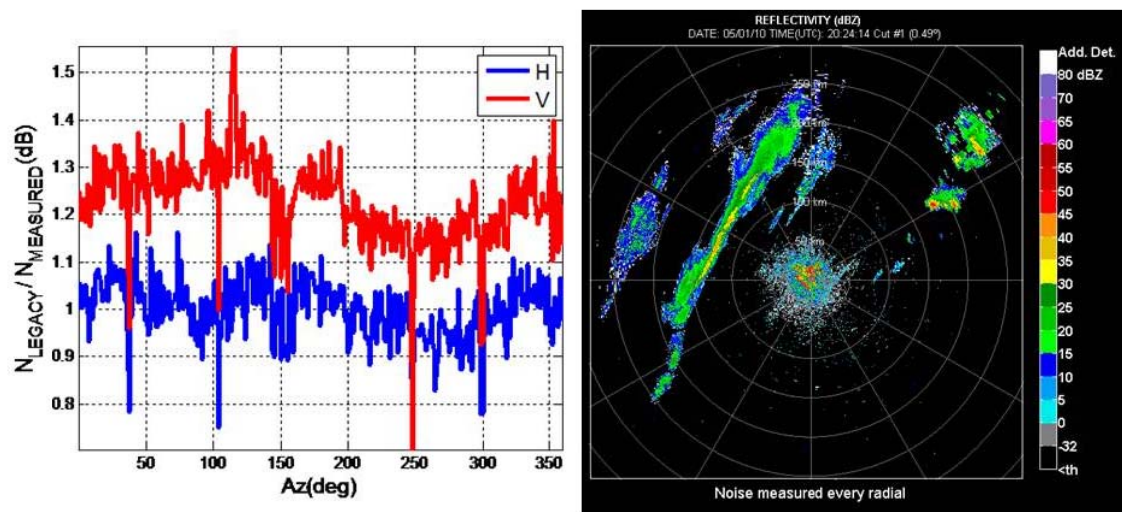 N_LEGACY / N_MEASURED (dB)
1.5
1.4
1.3
1.2
1.1
1
0.9
0.8
H
V
50
100
150
200
250
300
350
Az(deg)
REFLECTIVITY (dBZ)
DATE: 05/01/10 TIME(UTC): 20:24:14 Cut #1 (0.49º)
250 km
150 km
100 km
50 km
Add. Det.
80 dBZ
70
65
60
55
50
45
40
35
30
25
20
15
10
5
0
-32
<th
Noise measured every radial